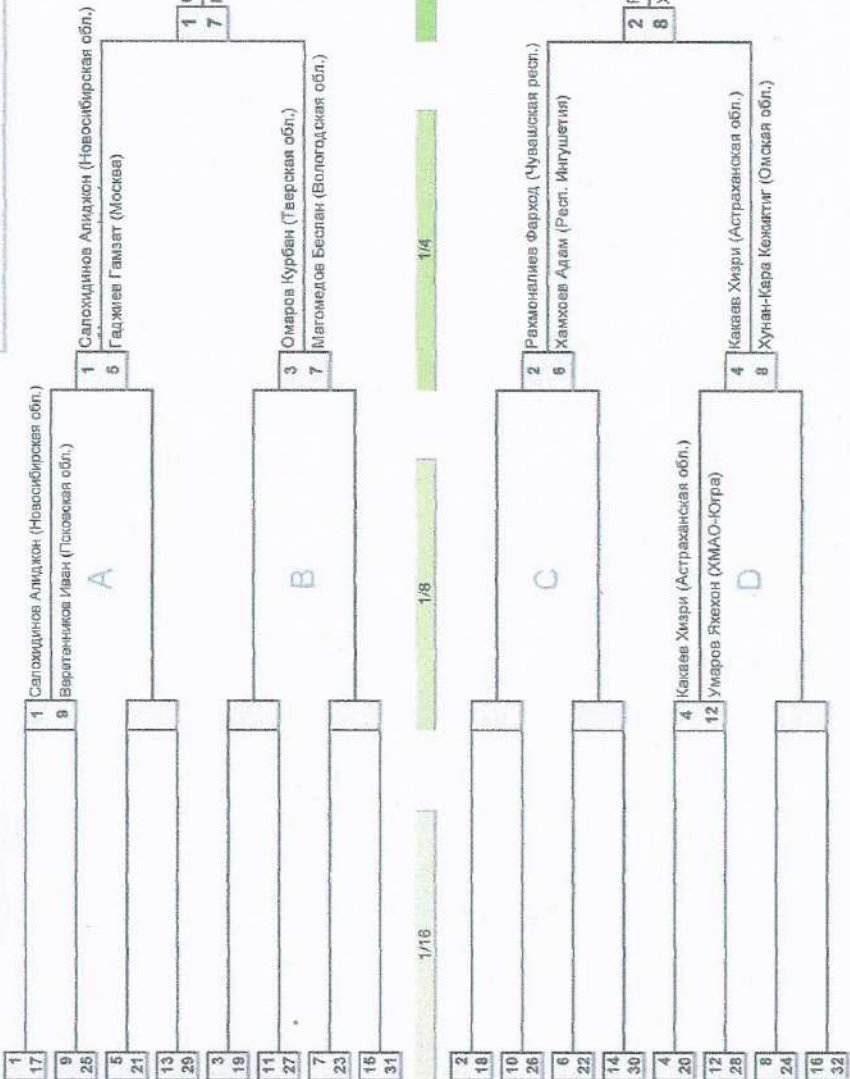 1
17
9
25
5
21
13
29
3
19
11
27
7
23
15
31
1/16
2
18
10
26
6
22
14
30
4
20
12
28
8
24
16
32
1 Салохидинов Алиджон (Новосибирская обл.)
9 Веретенников Иван (Псковская обл.)
A
B
1/8
C
4 Какаев Хизри (Астраханская обл.)
12 Умаров Яхехон (ХМАО-Югра)
D
1 Салохидинов Алиджон (Новосибирская обл.)
5 Гаджиев Гамзат (Москва)
3 Омаров Курбан (Тверская обл.)
7 Магомедов Беслан (Вологодская обл.)
1/4
2 Рахмоналиев Фарход (Чувашская респ.)
6 Хамхоев Адам (Респ. Ингушетия)
4 Какаев Хизри (Астраханская обл.)
8 Хунан-Кара Кежиктиг (Омская обл.)
1
7
2
8